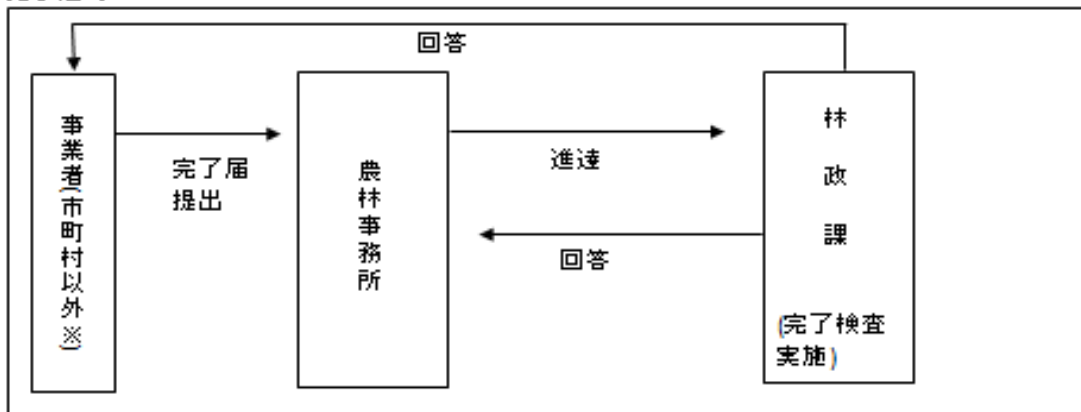 回答
事業者(市町村以外※)
完了届
提出
農林事務所
進達
回答
林政課
(完了検査
実施)